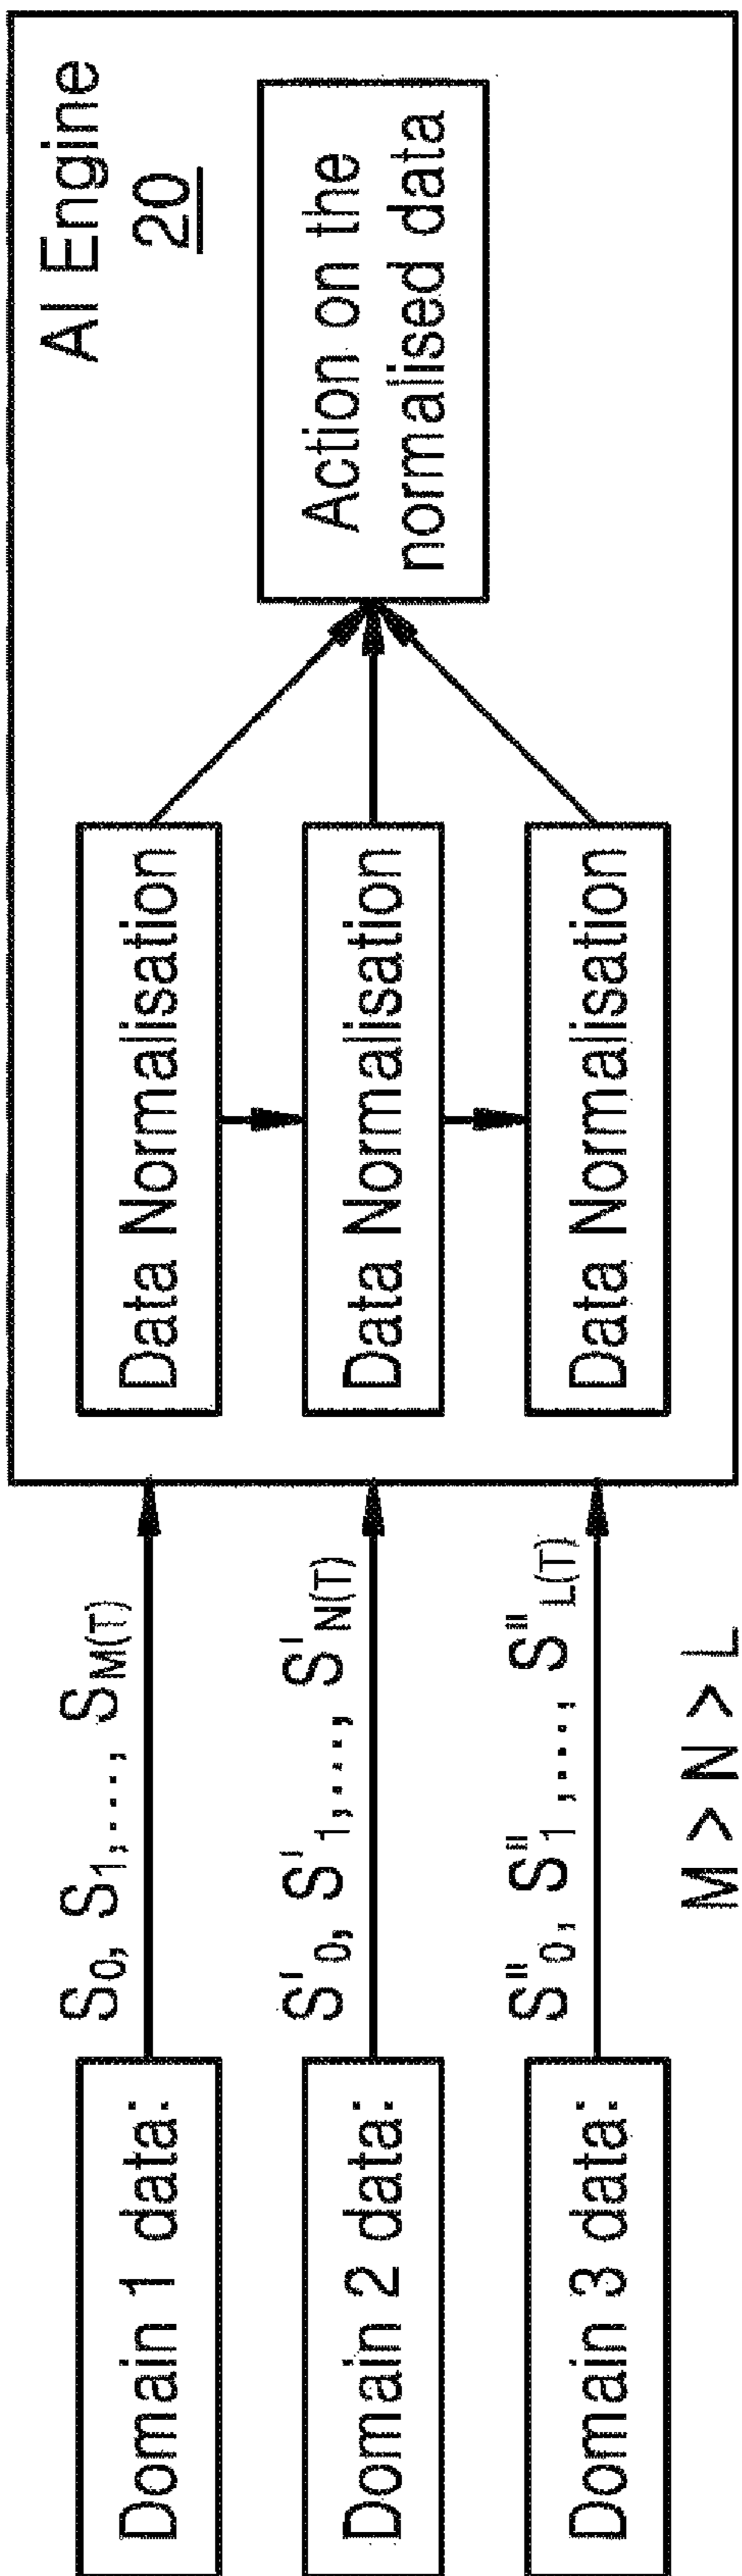 AI Engine
20
Domain 1 data:
S0, S1,..., SM(T)
Data Normalisation
Domain 2 data:
S'0, S'1,..., S'N(T)
Data Normalisation
Action on the
normalised data
Domain 3 data:
S"0, S"1,..., S"L(T)
Data Normalisation
M > N > L